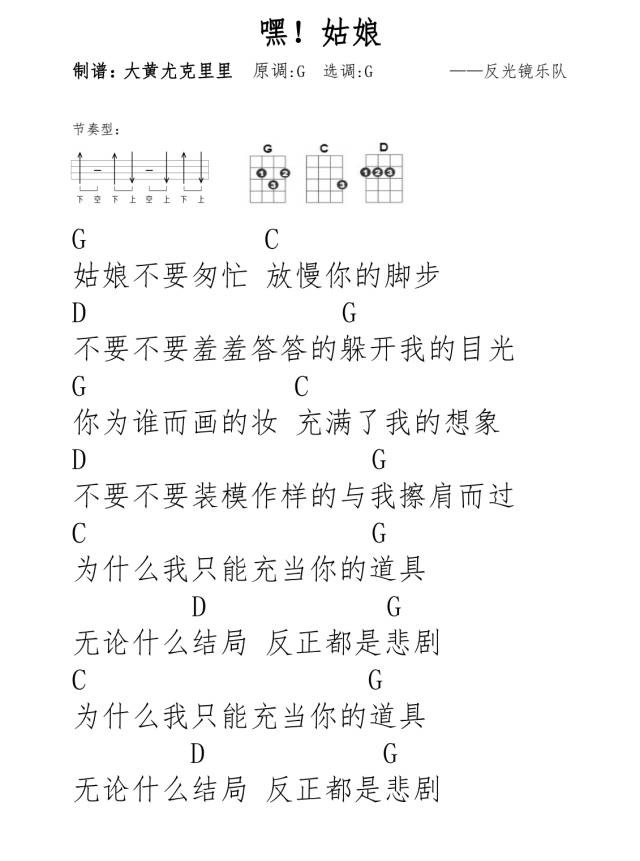 嘿！姑娘
制谱：大黄尤克里里 原调:G 选调:G ——反光镜乐队
节奏型：
G C D
1 2 3 3 1 2 3
下 空 下 上 空 上 下 上
G C
姑娘不要匆忙 放慢你的脚步
D G
不要不要羞羞答答的躲开我的目光
G C
你为谁而画的妆 充满了我的想象
D G
不要不要装模作样的与我擦肩而过
C G
为什么我只能充当你的道具
D G
无论什么结局 反正都是悲剧
C G
为什么我只能充当你的道具
D G
无论什么结局 反正都是悲剧